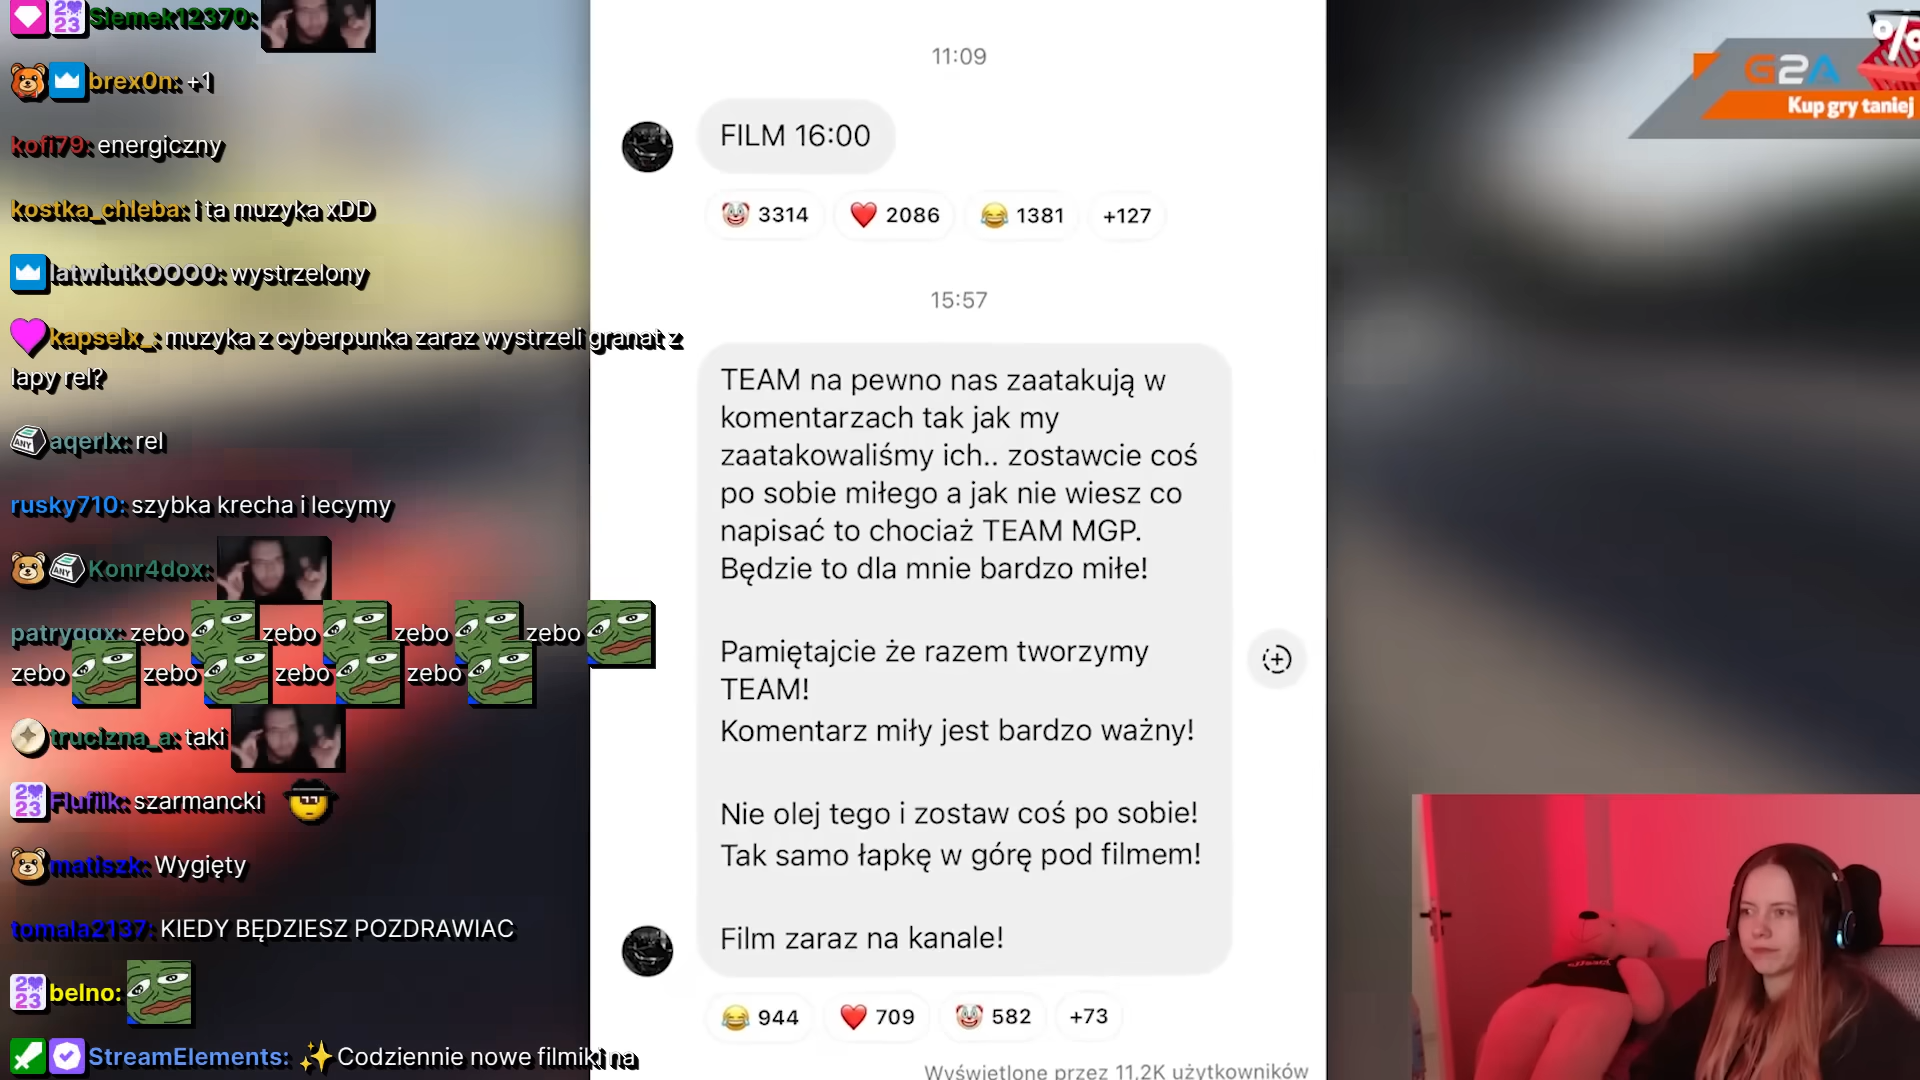 Siemek12370:
brex0n: +1
kofi79: energiczny
kostka_chleba: i ta muzyka xDD
latwiutkOOOO: wystrzelony
kapselx_: muzyka z cyberpunka zaraz wystrzeli granat z
lapy rel?
ANY aqerlx: rel
rusky710: szybka krecha i lecymy
ANY Konr4dox:
patryggx: zebo zebo zebo zebo
zebo zebo zebo zebo
trucizna_a: taki
Fluflik: szarmancki
matiszk: Wygięty
tomala2137: KIEDY BĘDZIESZ POZDRAWIAC
belno:
StreamElements: ✨Codziennie nowe filmiki na
11:09
FILM 16:00
🤡 3314 ❤️ 2086 😂 1381 +127
15:57
TEAM na pewno nas zaatakują w
komentarzach tak jak my
zaatakowaliśmy ich.. zostawcie coś
po sobie miłego a jak nie wiesz co
napisać to chociaż TEAM MGP.
Będzie to dla mnie bardzo miłe!
Pamiętajcie że razem tworzymy
TEAM!
Komentarz miły jest bardzo ważny!
Nie olej tego i zostaw coś po sobie!
Tak samo łapkę w górę pod filmem!
Film zaraz na kanale!
😂 944 ❤️ 709 🤡 582 +73
Wyświetlone przez 11.2K użytkowników
%
G2A
Kup gry taniej